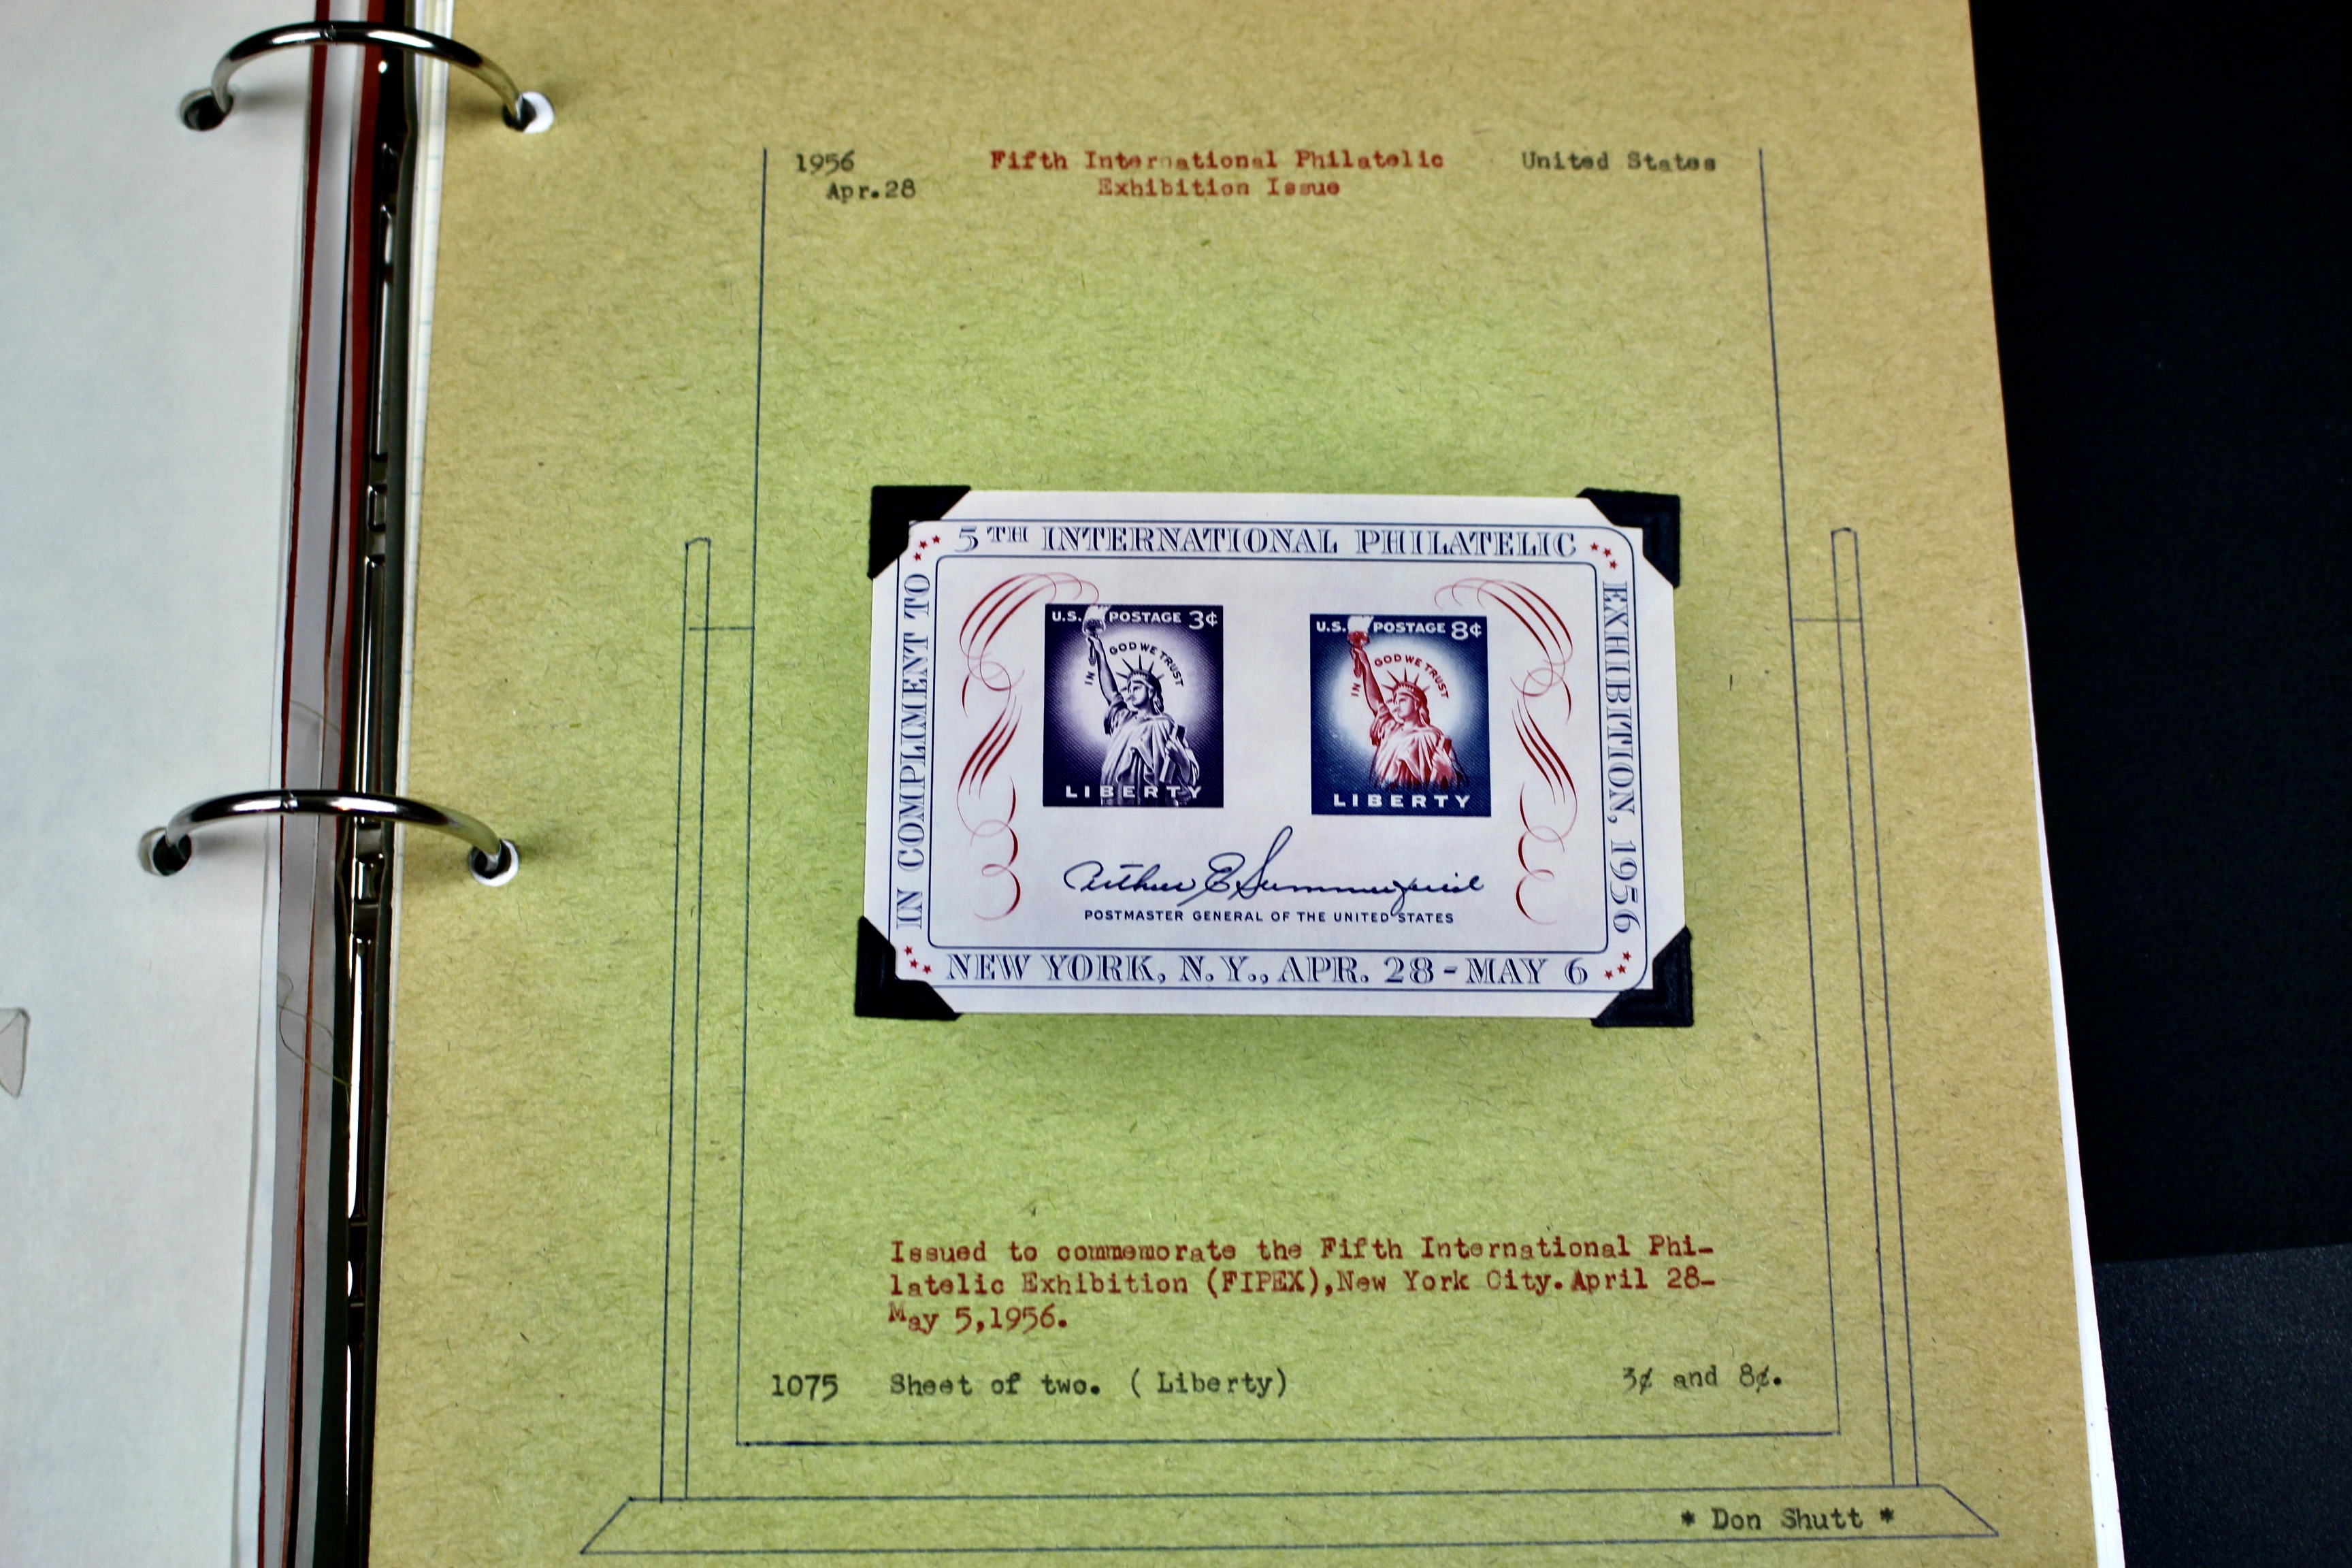 1956 Fifth International Philatelic United States
Apr.28 Exhibition Issue
5TH INTERNATIONAL PHILATELIC
IN COMPLIMENT TO
EXHIBITION, 1956
U.S. POSTAGE 3¢
IN GOD WE TRUST
LIBERTY
U.S. POSTAGE 8¢
IN GOD WE TRUST
LIBERTY
Arthur E Summerfield
POSTMASTER GENERAL OF THE UNITED STATES
NEW YORK, N.Y., APR. 28-MAY 6
Issued to commemorate the Fifth International Phi-
latelic Exhibition (FIPEX),New York City.April 28-
May 5,1956.
1075 Sheet of two. ( Liberty) 3¢ and 8¢.
* Don Shutt *